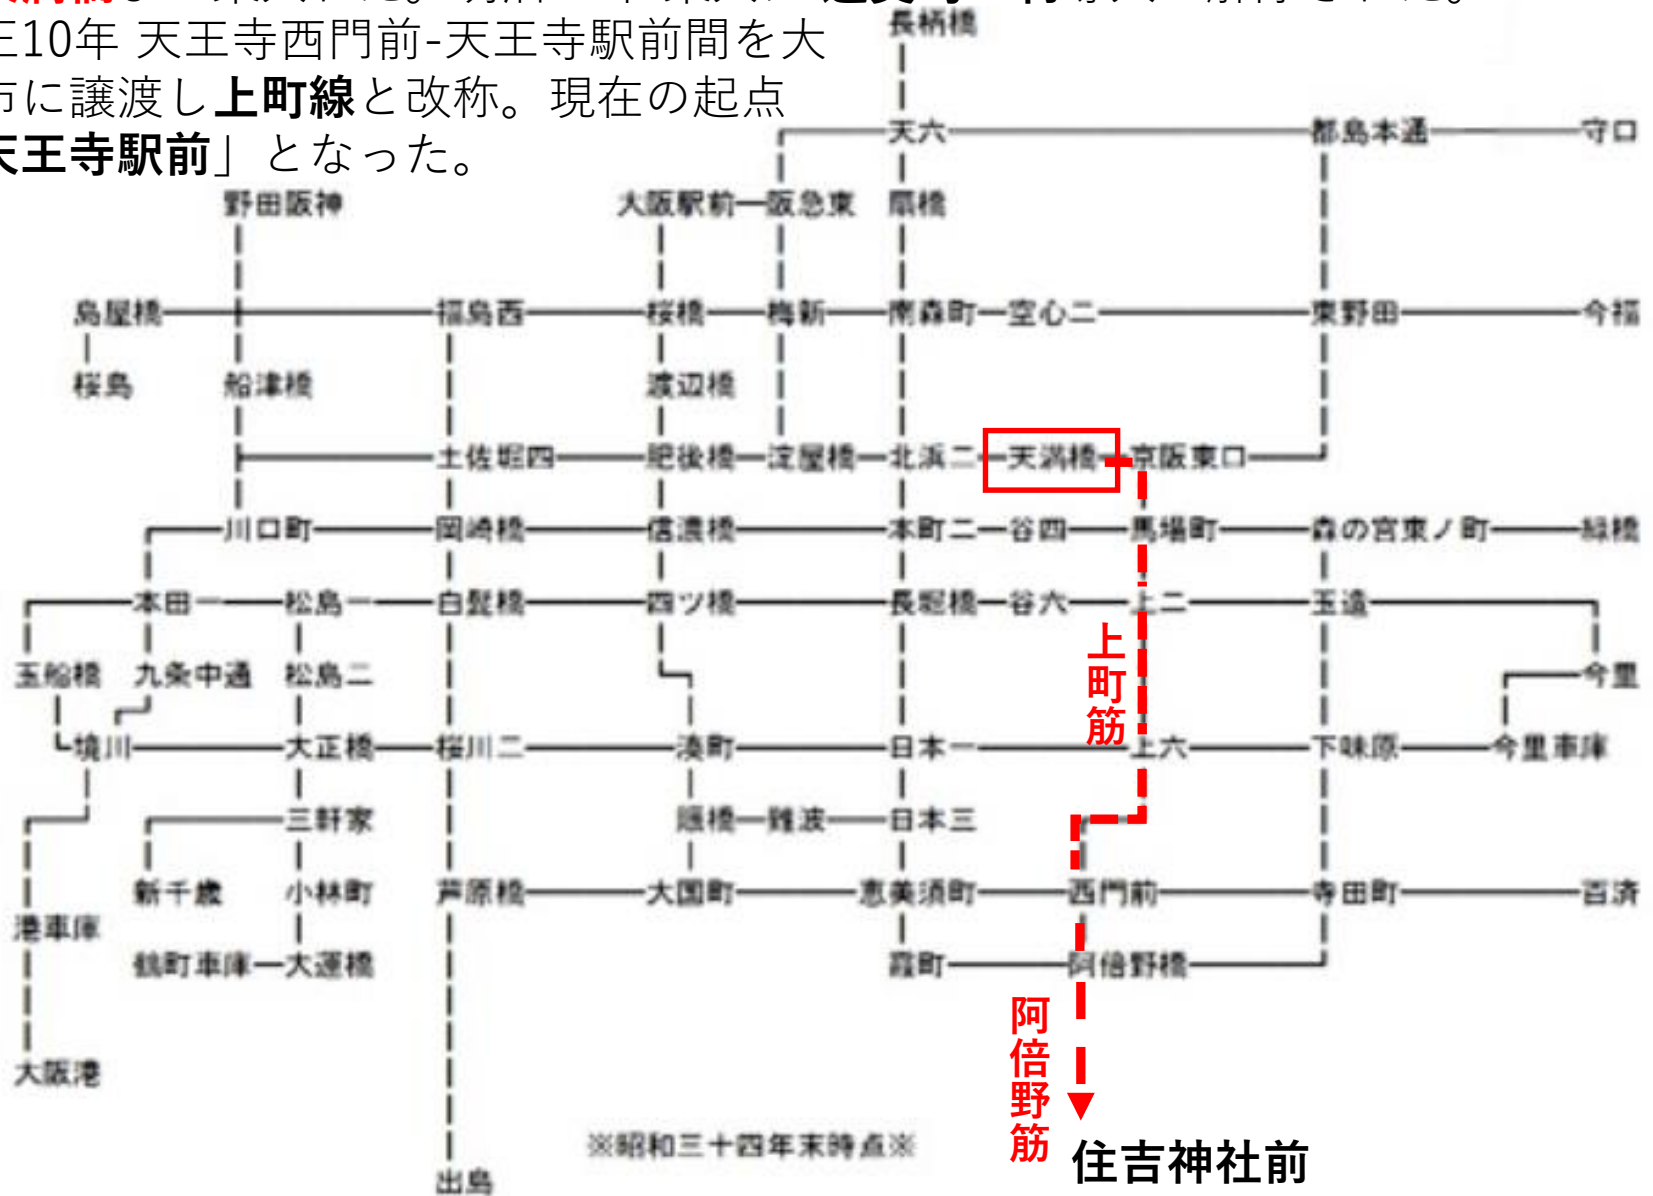 正10年 天王寺西門前-天王寺駅前間を大
市に譲渡し上町線と改称。現在の起点
天王寺駅前」となった。
長柄橋
天六 都島本通 守口
野田阪神 大阪駅前 阪急東 扇橋
島屋橋 福島西 桜橋 梅新 南森町 空心二 東野田 今福
桜島 船津橋 渡辺橋
土佐堀四 肥後橋 淀屋橋 北浜二 天満橋 京阪東口
川口町 岡崎橋 信濃橋 本町二 谷四 馬場町 森の宮東ノ町 緑橋
本田一 松島一 白髭橋 四ツ橋 長堀橋 谷六 上二 玉造
玉船橋 九条中通 松島二 今里
上町筋
境川 大正橋 桜川二 湊町 日本一 上六 下味原 今里車庫
三軒家 賑橋 難波 日本三
新千歳 小林町 芦原橋 大国町 恵美須町 西門前 寺田町 百済
港車庫
鶴町車庫 大運橋 霞町 阿倍野橋
阿倍野筋
大阪港
※昭和三十四年末時点※
住吉神社前
出島